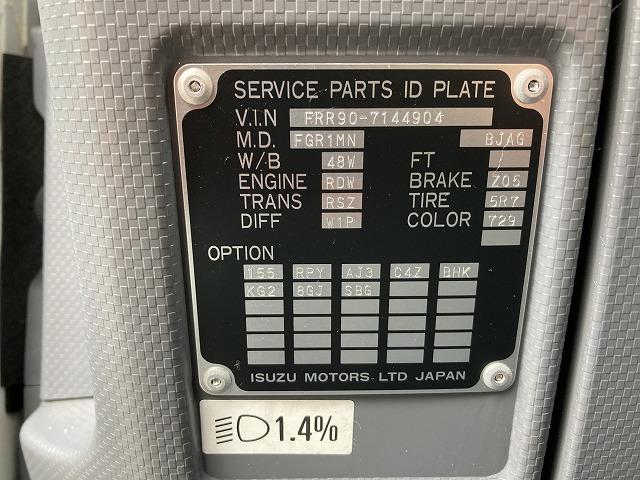 SERVICE PARTS ID PLATE
V.I.N FRR90-7144904
M.D. FGR1MN BJAG
W/B 48W FT
ENGINE RDW BRAKE Z05
TRANS RSZ TIRE 5R7
DIFF W1P COLOR 729
OPTION
155 RPY AJ3 C4Z BHK
KG2 8GJ SBG
ISUZU MOTORS LTD JAPAN
1.4%